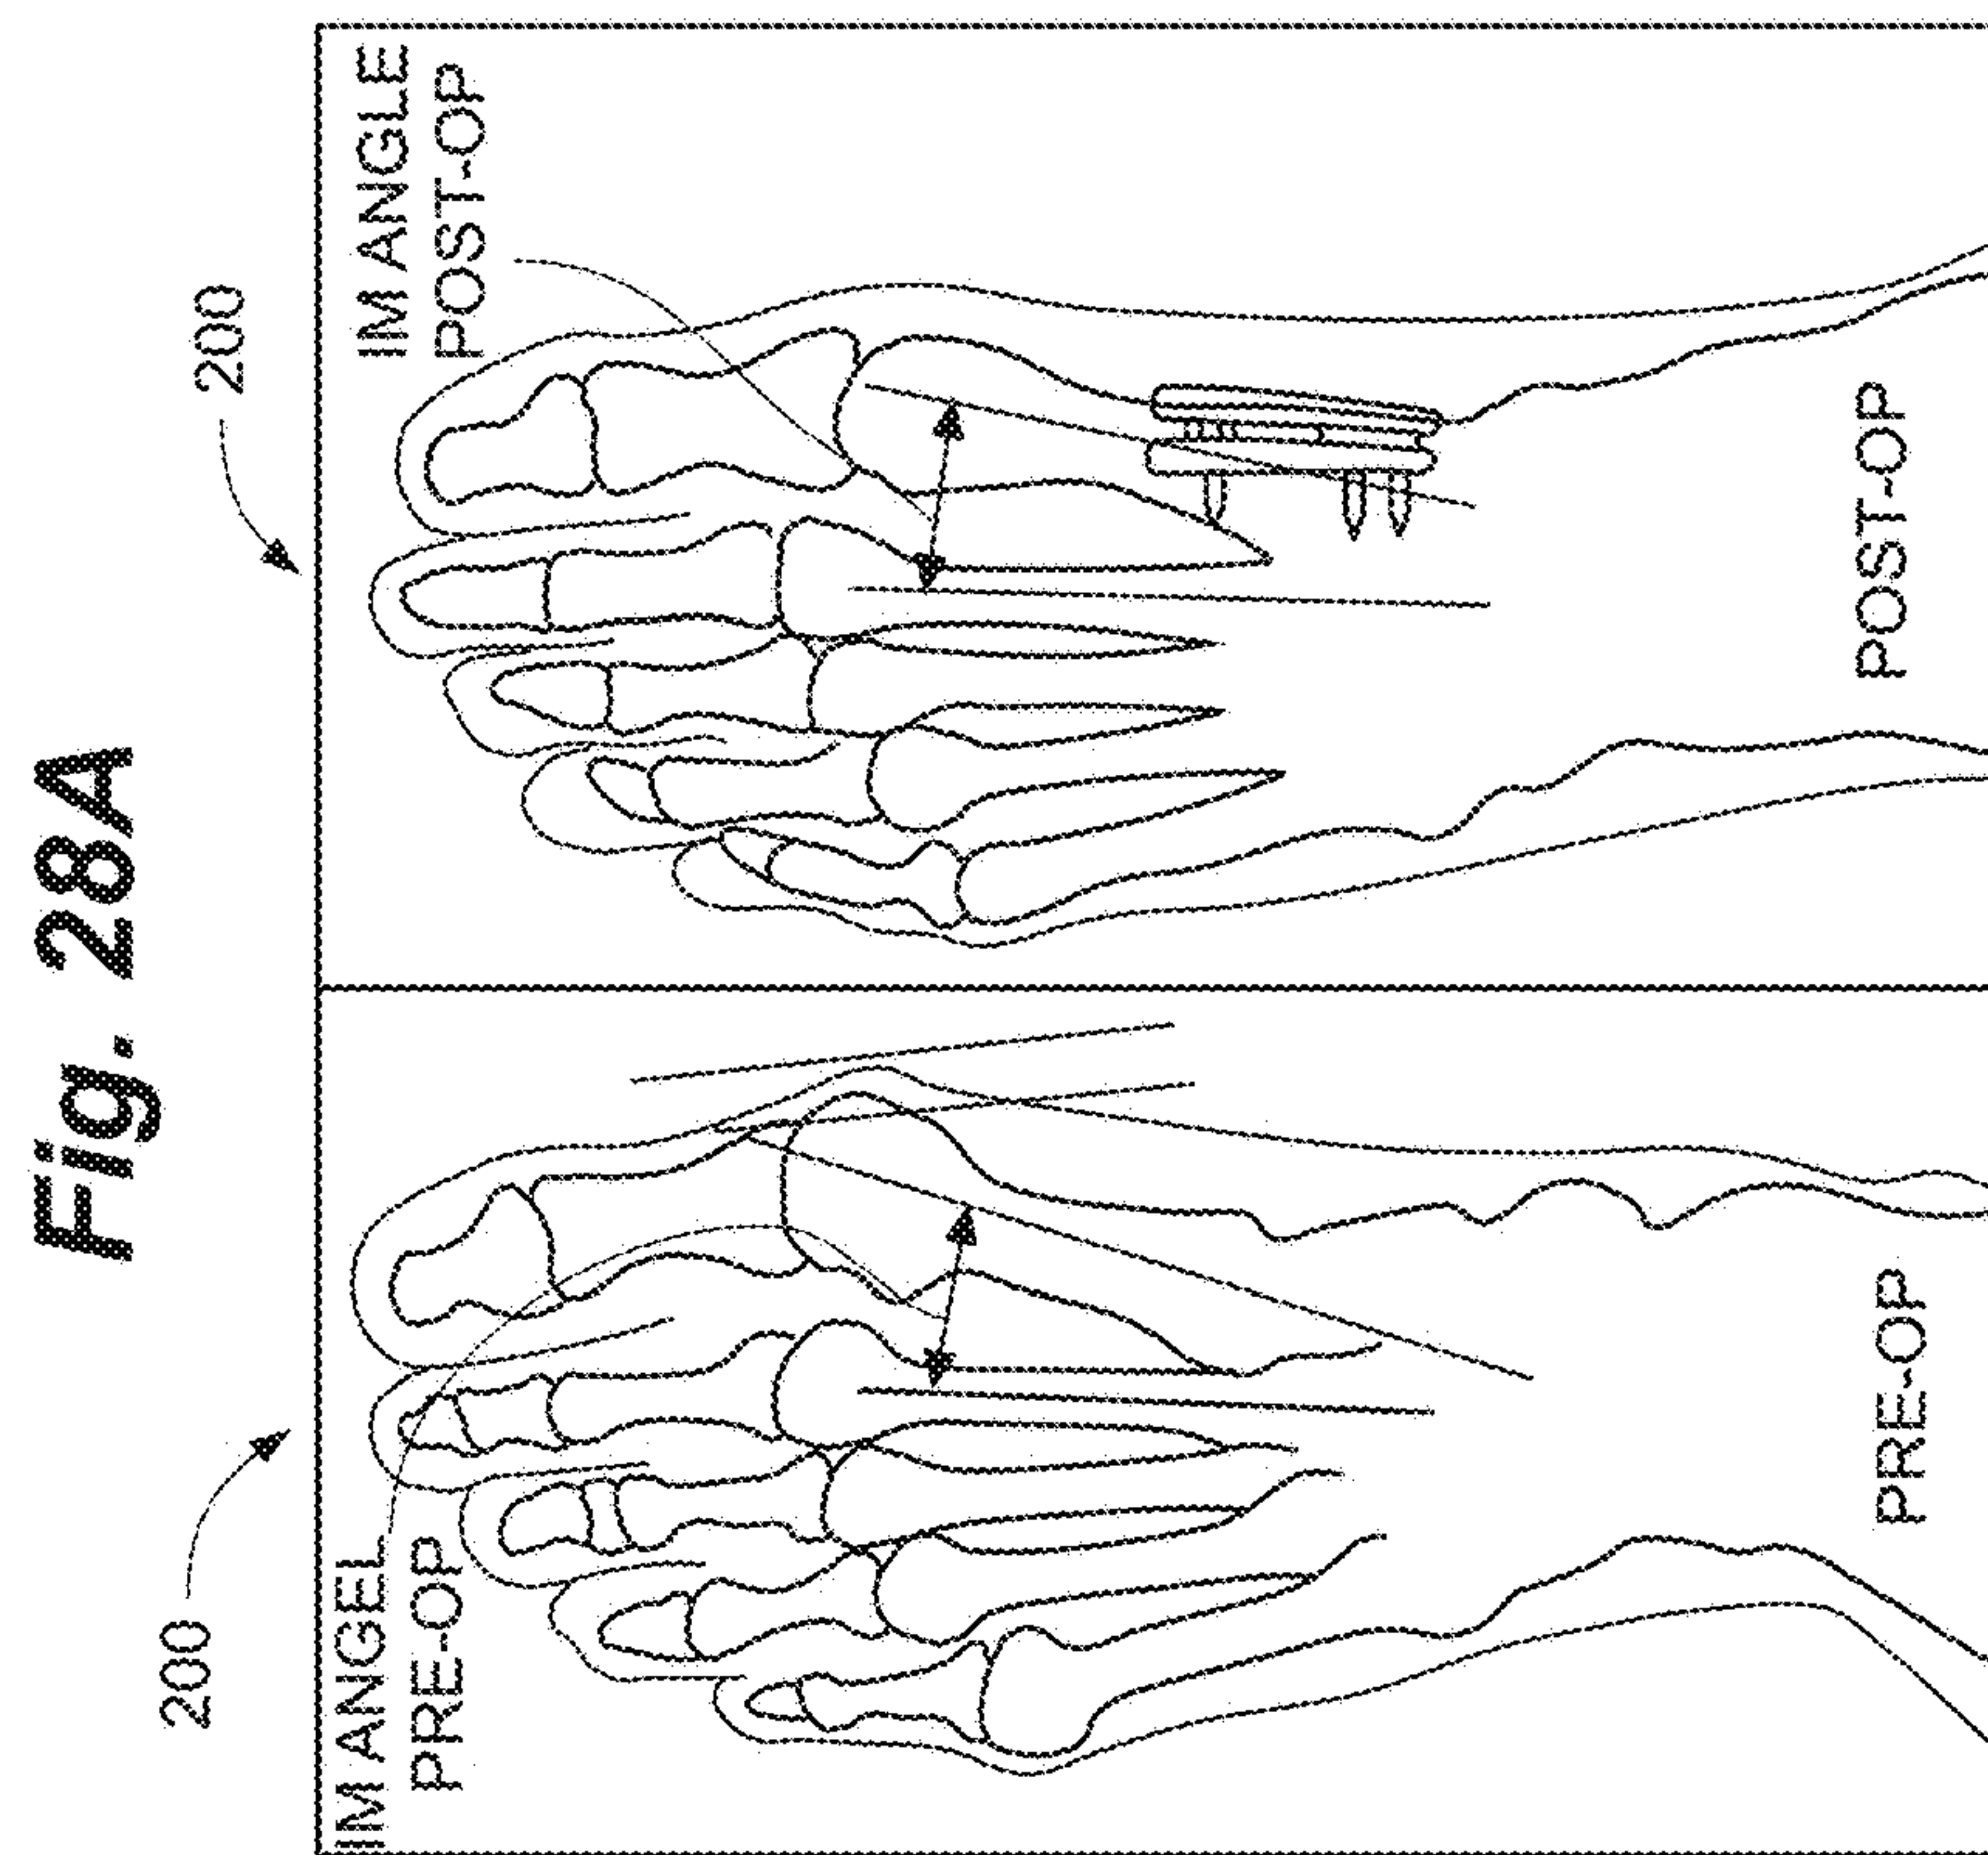 Fig. 28A
200
200
IM ANGEL
PRE-OP
IM ANGLE
POST-OP
PRE-OP
POST-OP